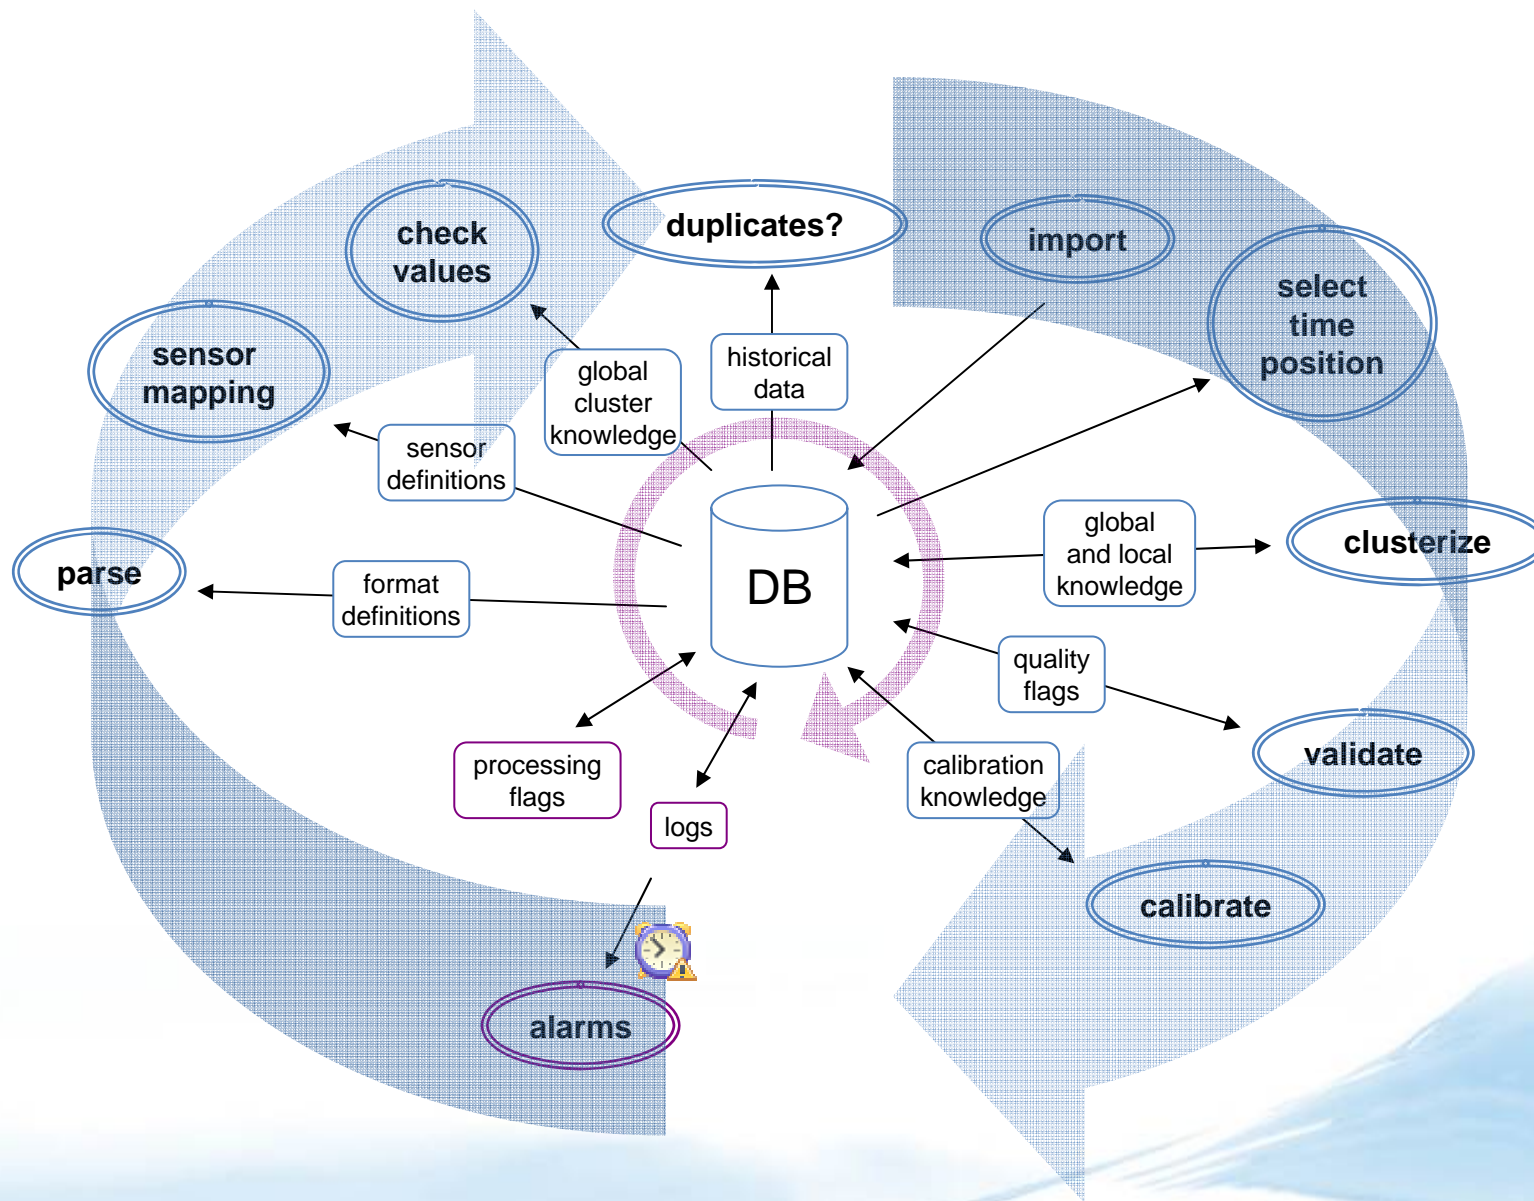 duplicates?
check
values
import
select
time
position
sensor
mapping
historical
data
global
cluster
knowledge
sensor
definitions
global
and local
knowledge
clusterize
parse
format
definitions
DB
quality
flags
validate
processing
flags
calibration
knowledge
logs
calibrate
alarms